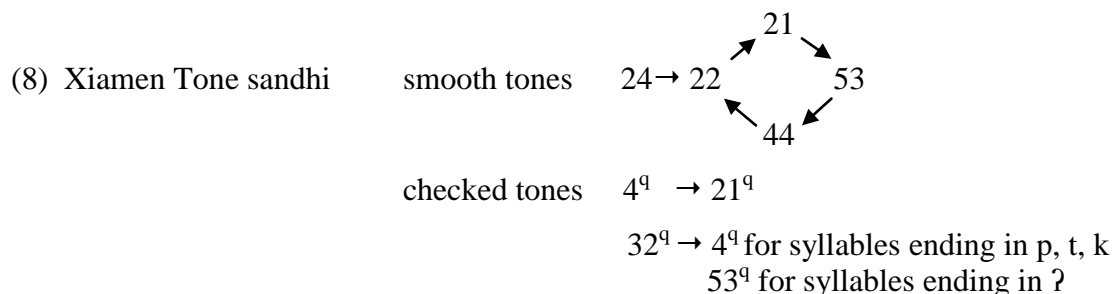 21
(8) Xiamen Tone sandhi smooth tones 24 → 22 53
44
checked tones 4q → 21q
32q → 4q for syllables ending in p, t, k
53q for syllables ending in ʔ